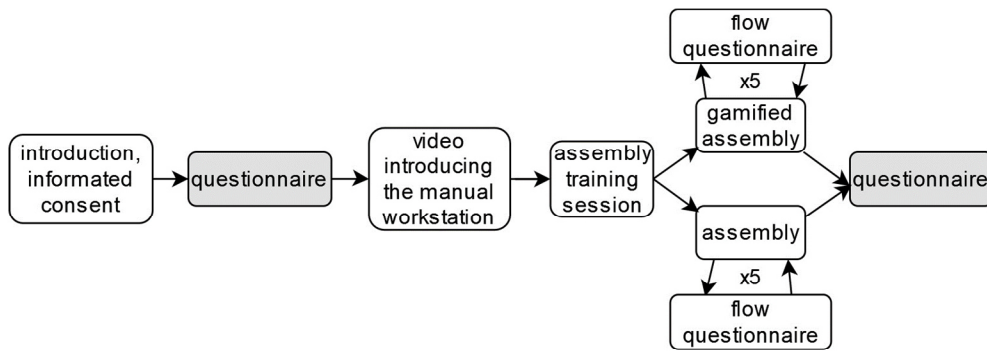 introduction,
informated
consent
questionnaire
video
introducing
the manual
workstation
assembly
training
session
flow
questionnaire
x5
gamified
assembly
assembly
x5
flow
questionnaire
questionnaire